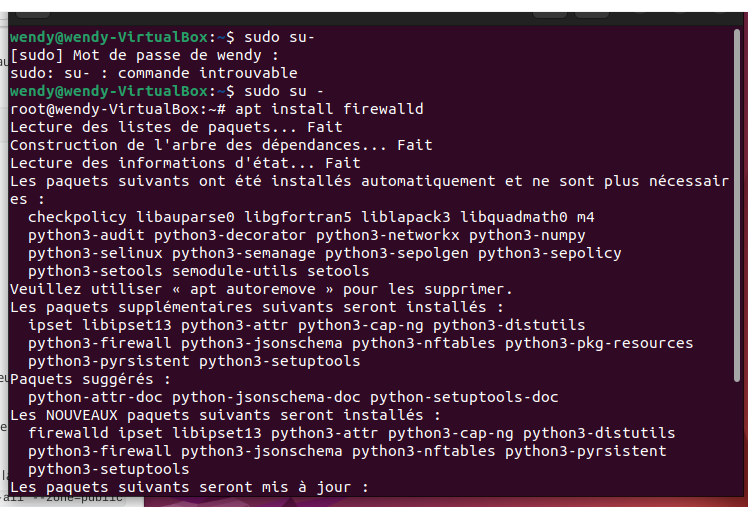 wendy@wendy-VirtualBox:~$ sudo su-
[sudo] Mot de passe de wendy :
sudo: su- : commande introuvable
wendy@wendy-VirtualBox:~$ sudo su -
root@wendy-VirtualBox:~# apt install firewalld
Lecture des listes de paquets... Fait
Construction de l'arbre des dépendances... Fait
Lecture des informations d'état... Fait
Les paquets suivants ont été installés automatiquement et ne sont plus nécessair
es :
  checkpolicy libauparse0 libgfortran5 liblapack3 libquadmath0 m4
  python3-audit python3-decorator python3-networkx python3-numpy
  python3-selinux python3-semanage python3-sepolgen python3-sepolicy
  python3-setools semodule-utils setools
Veuillez utiliser « apt autoremove » pour les supprimer.
Les paquets supplémentaires suivants seront installés :
  ipset libipset13 python3-attr python3-cap-ng python3-distutils
  python3-firewall python3-jsonschema python3-nftables python3-pkg-resources
  python3-pyrsistent python3-setuptools
Paquets suggérés :
  python-attr-doc python-jsonschema-doc python-setuptools-doc
Les NOUVEAUX paquets suivants seront installés :
  firewalld ipset libipset13 python3-attr python3-cap-ng python3-distutils
  python3-firewall python3-jsonschema python3-nftables python3-pyrsistent
  python3-setuptools
Les paquets suivants seront mis à jour :